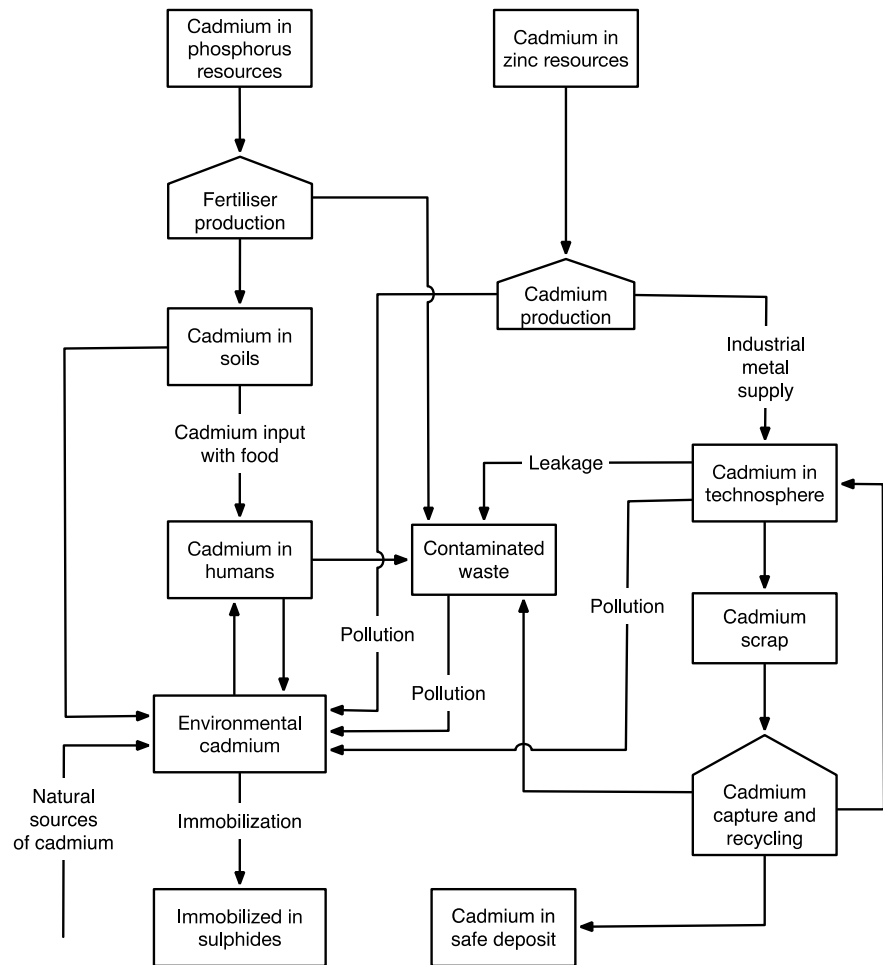 Cadmium in
phosphorus
resources
Cadmium in
zinc resources
Fertiliser
production
Cadmium
production
Cadmium in
soils
Industrial
metal
supply
Cadmium input
with food
Leakage
Cadmium in
technosphere
Cadmium in
humans
Contaminated
waste
Pollution
Pollution
Cadmium
scrap
Pollution
Environmental
cadmium
Natural
sources
of cadmium
Immobilization
Cadmium
capture and
recycling
Immobilized in
sulphides
Cadmium in
safe deposit